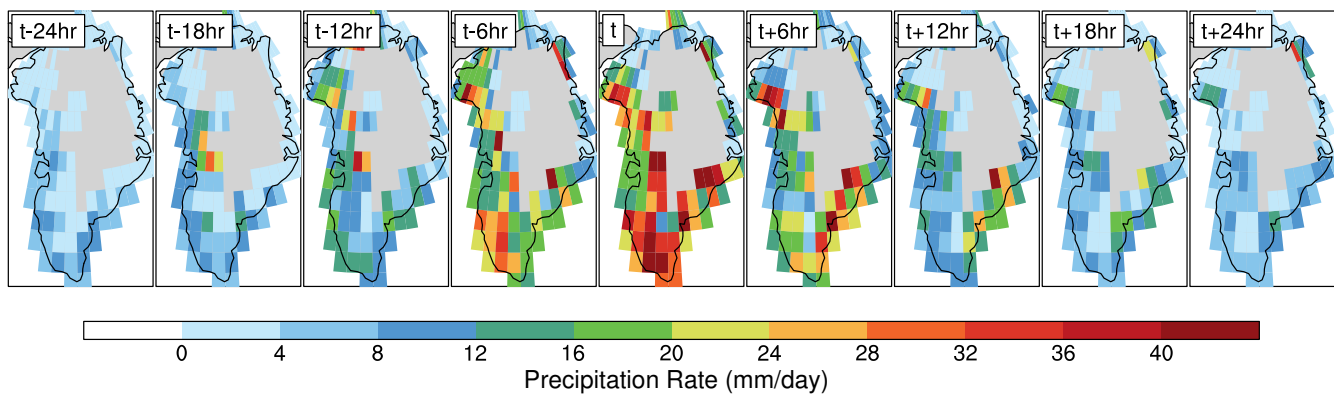 t-24hr t-18hr t-12hr t-6hr t t+6hr t+12hr t+18hr t+24hr
0 4 8 12 16 20 24 28 32 36 40
Precipitation Rate (mm/day)